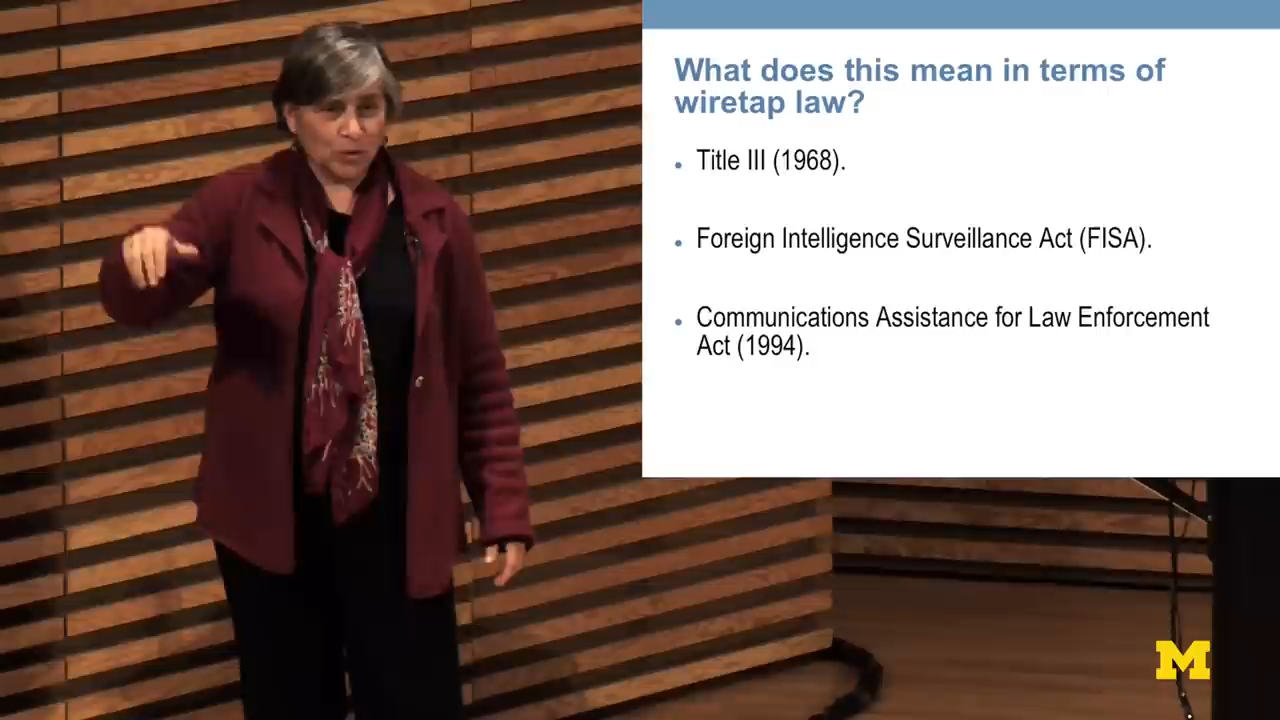 What does this mean in terms of
wiretap law?
• Title III (1968).
• Foreign Intelligence Surveillance Act (FISA).
• Communications Assistance for Law Enforcement
Act (1994).
M